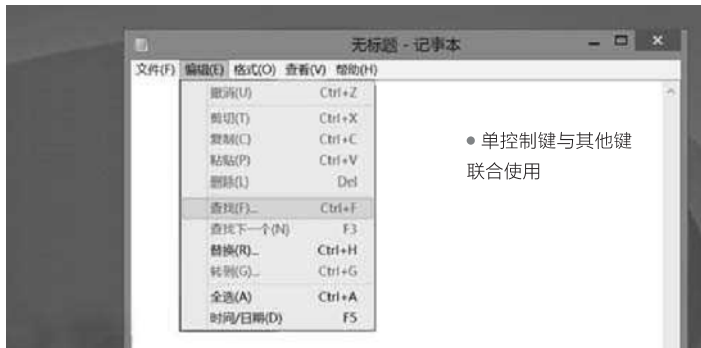 无标题 - 记事本
文件(F) 编辑(E) 格式(O) 查看(V) 帮助(H)
撤消(U) Ctrl+Z
剪切(T) Ctrl+X
复制(C) Ctrl+C
粘贴(P) Ctrl+V
删除(L) Del
查找(F)... Ctrl+F
查找下一个(N) F3
替换(R)... Ctrl+H
转到(G)... Ctrl+G
全选(A) Ctrl+A
时间/日期(D) F5
● 单控制键与其他键
联合使用